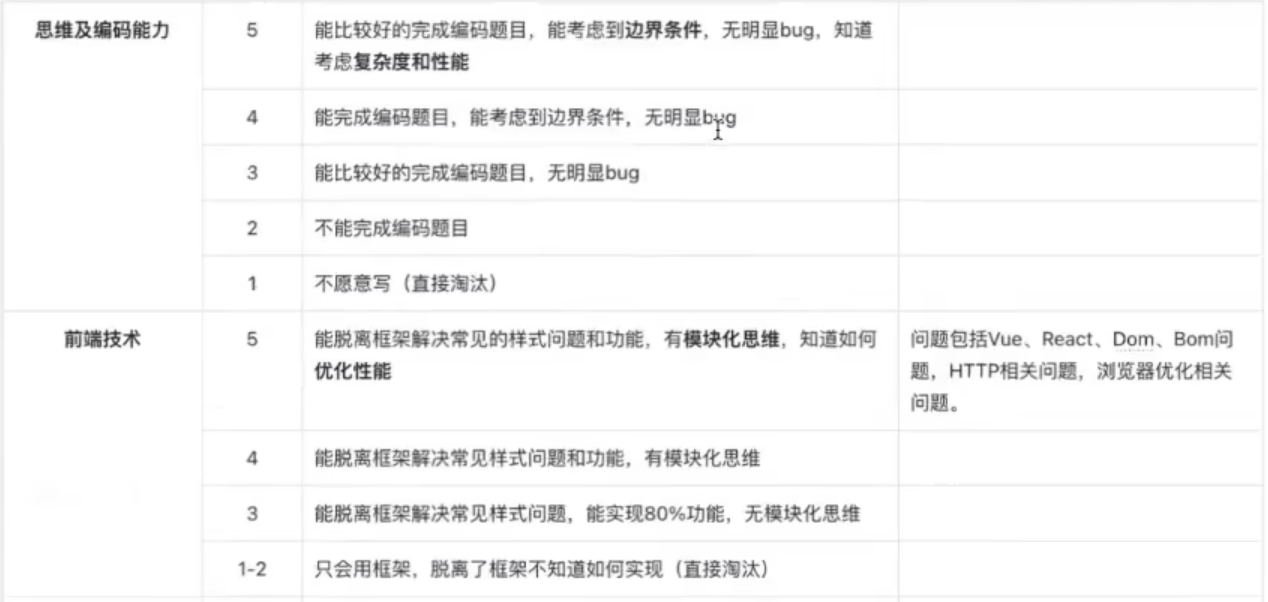 思维及编码能力
5
能比较好的完成编码题目，能考虑到边界条件，无明显bug，知道
考虑复杂度和性能
4
能完成编码题目，能考虑到边界条件，无明显bug
3
能比较好的完成编码题目，无明显bug
2
不能完成编码题目
1
不愿意写（直接淘汰）
前端技术
5
能脱离框架解决常见的样式问题和功能，有模块化思维，知道如何
优化性能
问题包括Vue、React、Dom、Bom问
题，HTTP相关问题，浏览器优化相关
问题。
4
能脱离框架解决常见样式问题和功能，有模块化思维
3
能脱离框架解决常见样式问题，能实现80%功能，无模块化思维
1-2
只会用框架，脱离了框架不知道如何实现（直接淘汰）